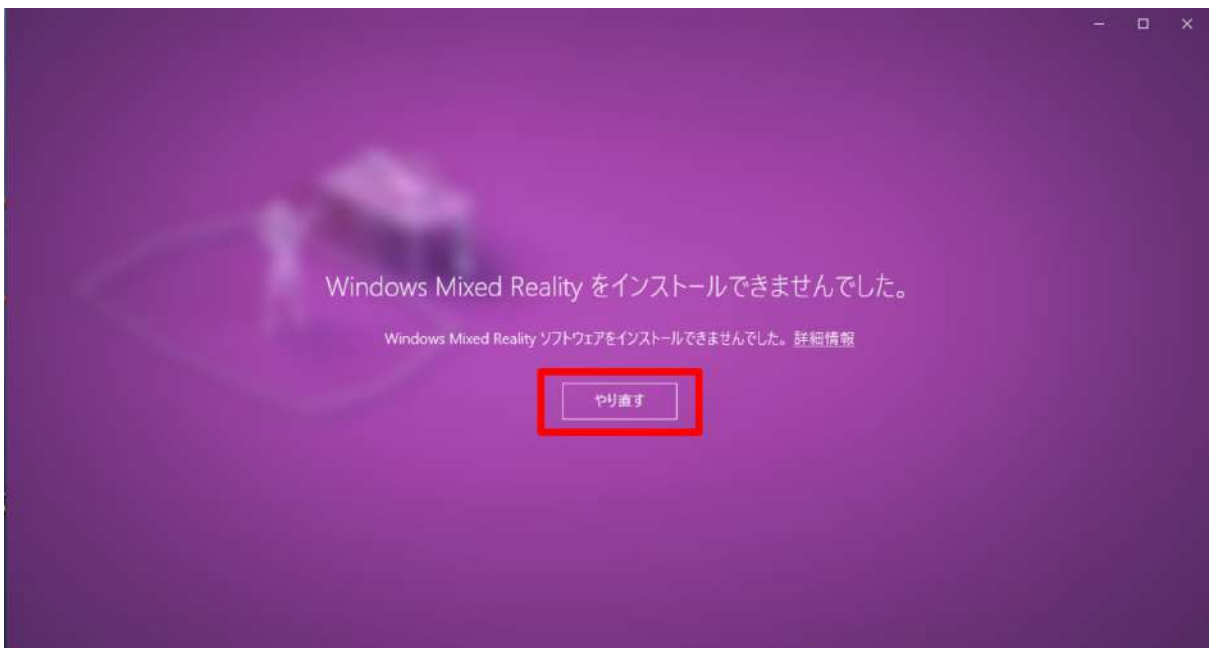 Windows Mixed Reality をインストールできませんでした。
Windows Mixed Reality ソフトウェアをインストールできませんでした。 詳細情報
やり直す